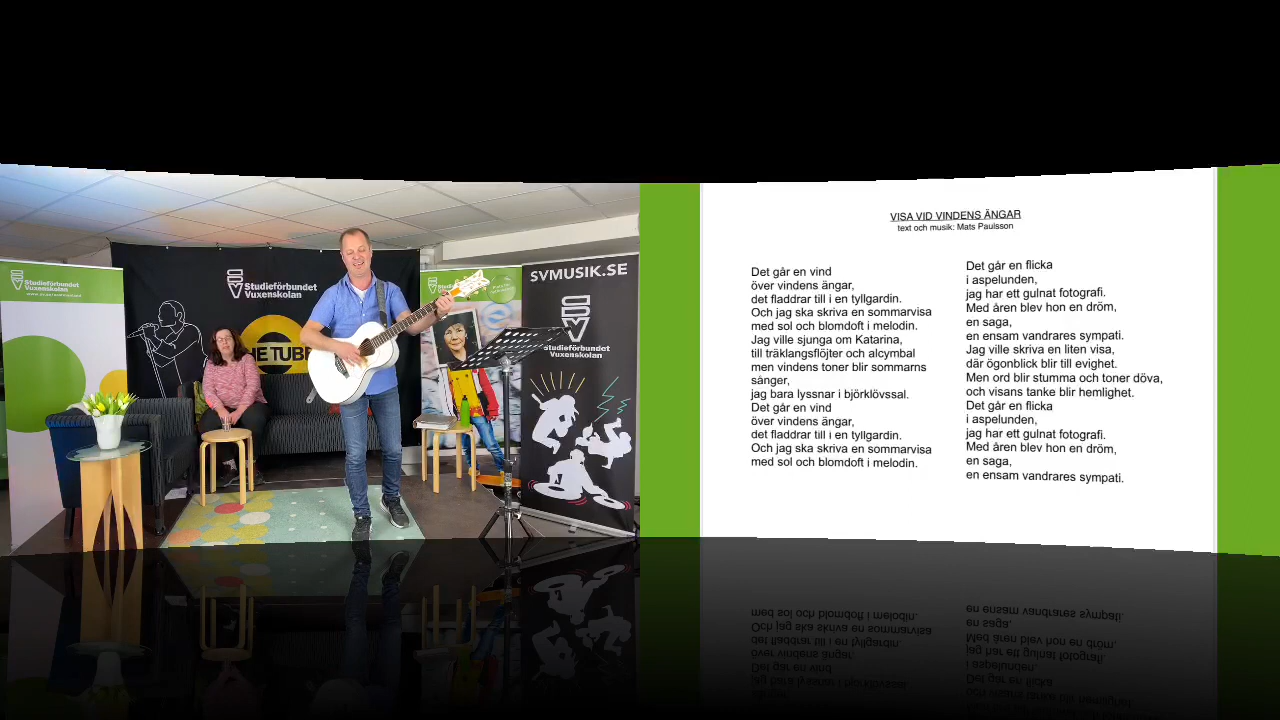 Studieförbundet
Vuxenskolan
Studieförbundet
Vuxenskolan
THE TUBE
SVMUSIK.SE
Studieförbundet
Vuxenskolan
VISA VID VINDENS ÄNGAR
text och musik: Mats Paulsson
Det går en vind
över vindens ängar,
det fladdrar till i en tyllgardin.
Och jag ska skriva en sommarvisa
med sol och blomdoft i melodin.
Jag ville sjunga om Katarina,
till träklangsflöjter och alcymbal
men vindens toner blir sommarns
sånger,
jag bara lyssnar i björklövssal.
Det går en vind
över vindens ängar,
det fladdrar till i en tyllgardin.
Och jag ska skriva en sommarvisa
med sol och blomdoft i melodin.
Det går en flicka
i aspelunden,
jag har ett gulnat fotografi.
Med åren blev hon en dröm,
en saga,
en ensam vandrares sympati.
Jag ville skriva en liten visa,
där ögonblick blir till evighet.
Men ord blir stumma och toner döva,
och visans tanke blir hemlighet.
Det går en flicka
i aspelunden,
jag har ett gulnat fotografi.
Med åren blev hon en dröm,
en saga,
en ensam vandrares sympati.